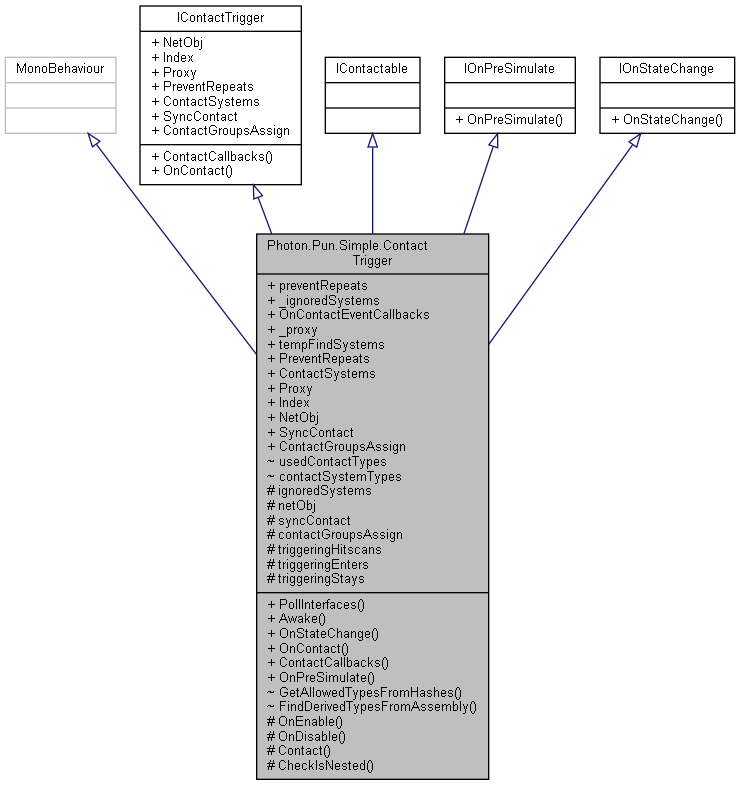 IContactTrigger
+ NetObj
+ Index
+ Proxy
+ PreventRepeats
+ ContactSystems
+ SyncContact
+ ContactGroupsAssign
+ ContactCallbacks()
+ OnContact()
MonoBehaviour
IContactable
IOnPreSimulate
+ OnPreSimulate()
IOnStateChange
+ OnStateChange()
Photon.Pun.Simple.Contact
Trigger
+ preventRepeats
+ _ignoredSystems
+ OnContactEventCallbacks
+ _proxy
+ tempFindSystems
+ PreventRepeats
+ ContactSystems
+ Proxy
+ Index
+ NetObj
+ SyncContact
+ ContactGroupsAssign
~ usedContactTypes
~ contactSystemTypes
# ignoredSystems
# netObj
# syncContact
# contactGroupsAssign
# triggeringHitscans
# triggeringEnters
# triggeringStays
+ PollInterfaces()
+ Awake()
+ OnStateChange()
+ OnContact()
+ ContactCallbacks()
+ OnPreSimulate()
~ GetAllowedTypesFromHashes()
~ FindDerivedTypesFromAssembly()
# OnEnable()
# OnDisable()
# Contact()
# CheckIsNested()